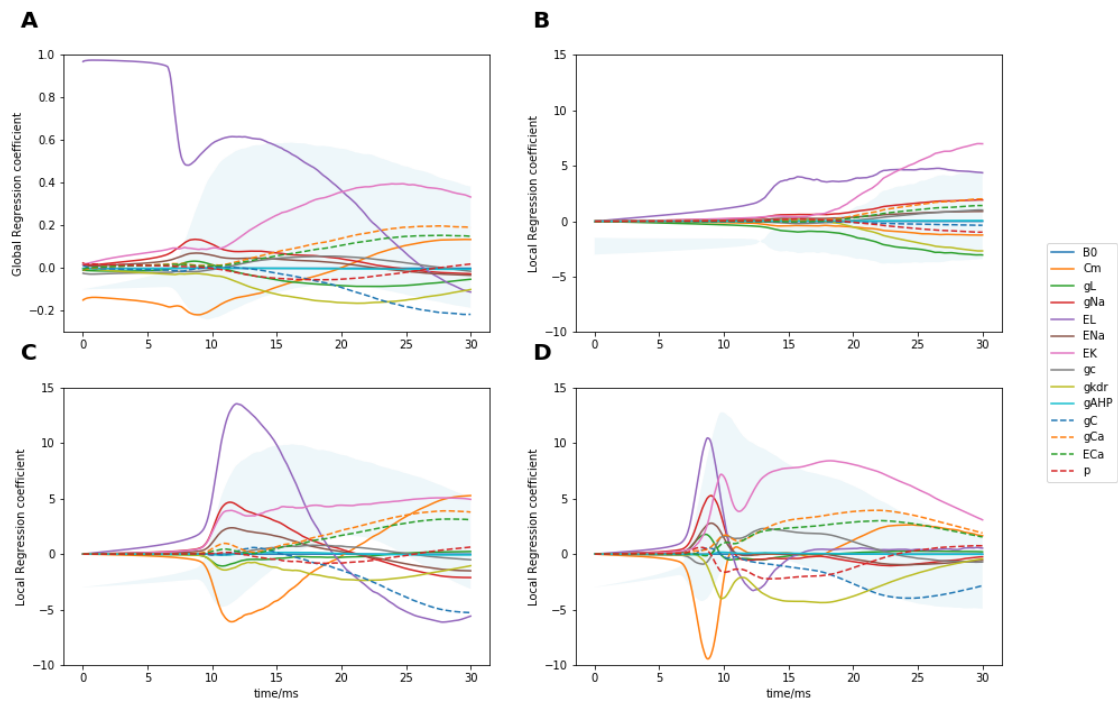 A
Global Regression coefficient
1.0
0.8
0.6
0.4
0.2
0.0
−0.2
0 5 10 15 20 25 30
B
Local Regression coefficient
15
10
5
0
−5
−10
0 5 10 15 20 25 30
C
Local Regression coefficient
15
10
5
0
−5
−10
0 5 10 15 20 25 30
time/ms
D
Local Regression coefficient
15
10
5
0
−5
−10
0 5 10 15 20 25 30
time/ms
B0
Cm
gL
gNa
EL
ENa
EK
gc
gkdr
gAHP
gC
gCa
ECa
p